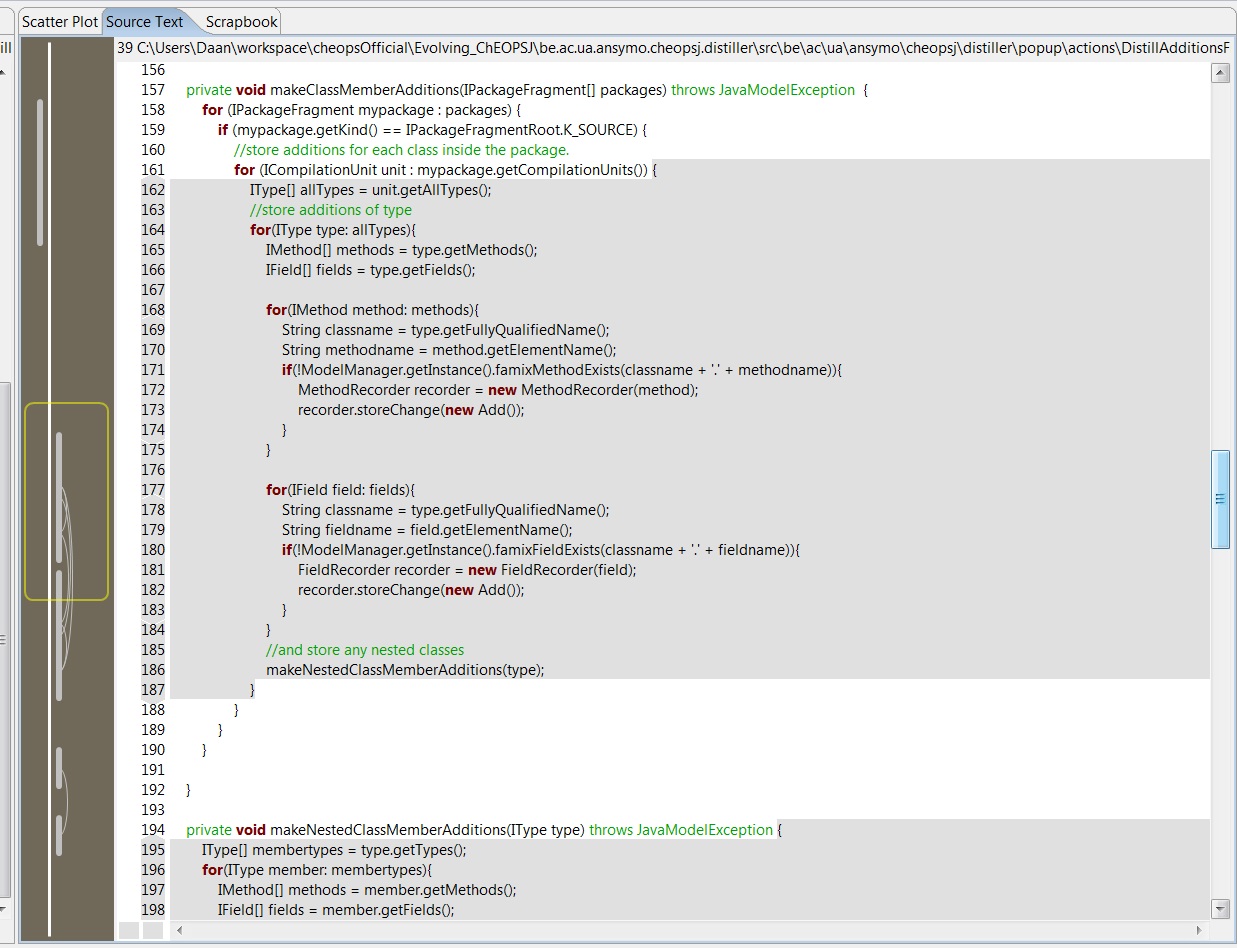 Scatter Plot Source Text Scrapbook
ill
39 C:\Users\Daan\workspace\cheopsOfficial\Evolving_ChEOPSJ\be.ac.ua.ansymo.cheopsj.distiller\src\be\ac\ua\ansymo\cheopsj\distiller\popup\actions\DistillAdditionsF
156
157 private void makeClassMemberAdditions(IPackageFragment[] packages) throws JavaModelException {
158 for (IPackageFragment mypackage : packages) {
159 if (mypackage.getKind() == IPackageFragmentRoot.K_SOURCE) {
160 //store additions for each class inside the package.
161 for (ICompilationUnit unit : mypackage.getCompilationUnits()) {
162 IType[] allTypes = unit.getAllTypes();
163 //store additions of type
164 for(IType type: allTypes){
165 IMethod[] methods = type.getMethods();
166 IField[] fields = type.getFields();
167
168 for(IMethod method: methods){
169 String classname = type.getFullyQualifiedName();
170 String methodname = method.getElementName();
171 if(!ModelManager.getInstance().famixMethodExists(classname + '.' + methodname)){
172 MethodRecorder recorder = new MethodRecorder(method);
173 recorder.storeChange(new Add());
174 }
175 }
176
177 for(IField field: fields){
178 String classname = type.getFullyQualifiedName();
179 String fieldname = field.getElementName();
180 if(!ModelManager.getInstance().famixFieldExists(classname + '.' + fieldname)){
181 FieldRecorder recorder = new FieldRecorder(field);
182 recorder.storeChange(new Add());
183 }
184 }
185 //and store any nested classes
186 makeNestedClassMemberAdditions(type);
187 }
188 }
189 }
190 }
191
192 }
193
194 private void makeNestedClassMemberAdditions(IType type) throws JavaModelException {
195 IType[] membertypes = type.getTypes();
196 for(IType member: membertypes){
197 IMethod[] methods = member.getMethods();
198 IField[] fields = member.getFields();